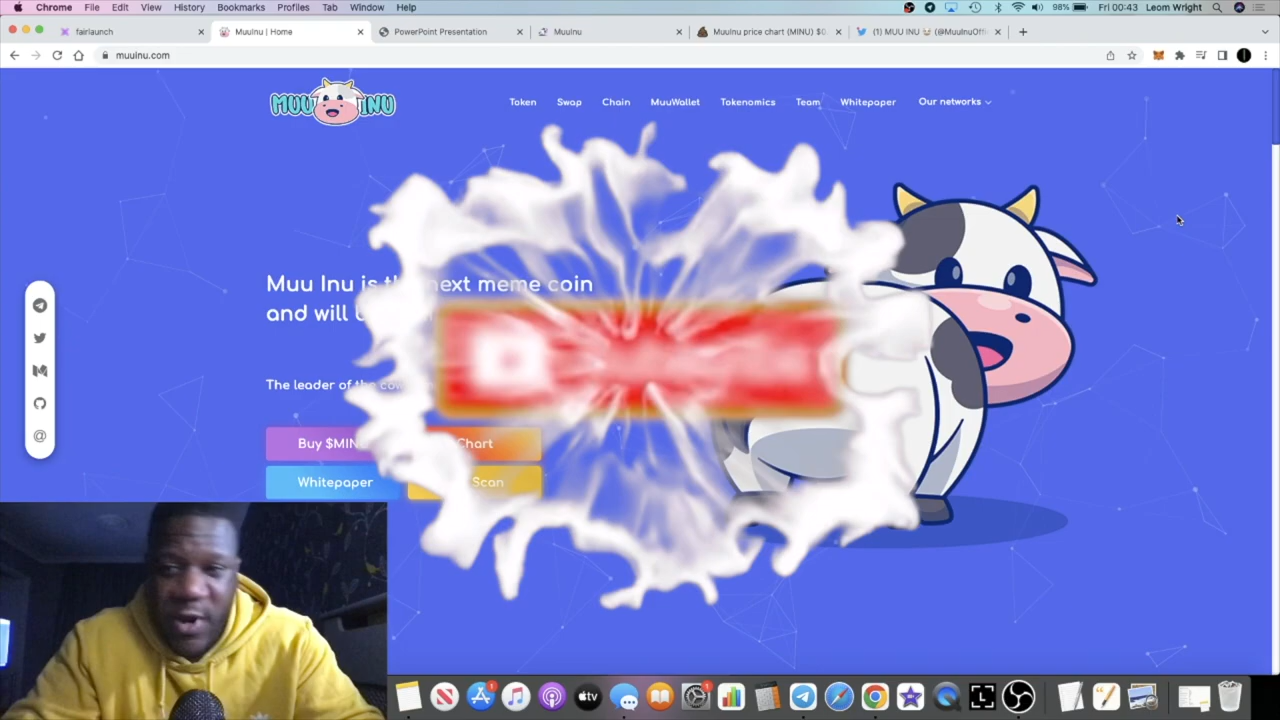 Chrome File Edit View History Bookmarks Profiles Tab Window Help 98% Fri 00:43 Leom Wright
fairlaunch MuuInu | Home PowerPoint Presentation MuuInu MuuInu price chart (MINU) $0 (1) MUU INU (@MuuInuOffi
muuinu.com
MUU INU
Token Swap Chain MuuWallet Tokenomics Team Whitepaper Our networks
Muu Inu is the next meme coin
and will
The leader of the
Buy $MIN Chart
Whitepaper Scan